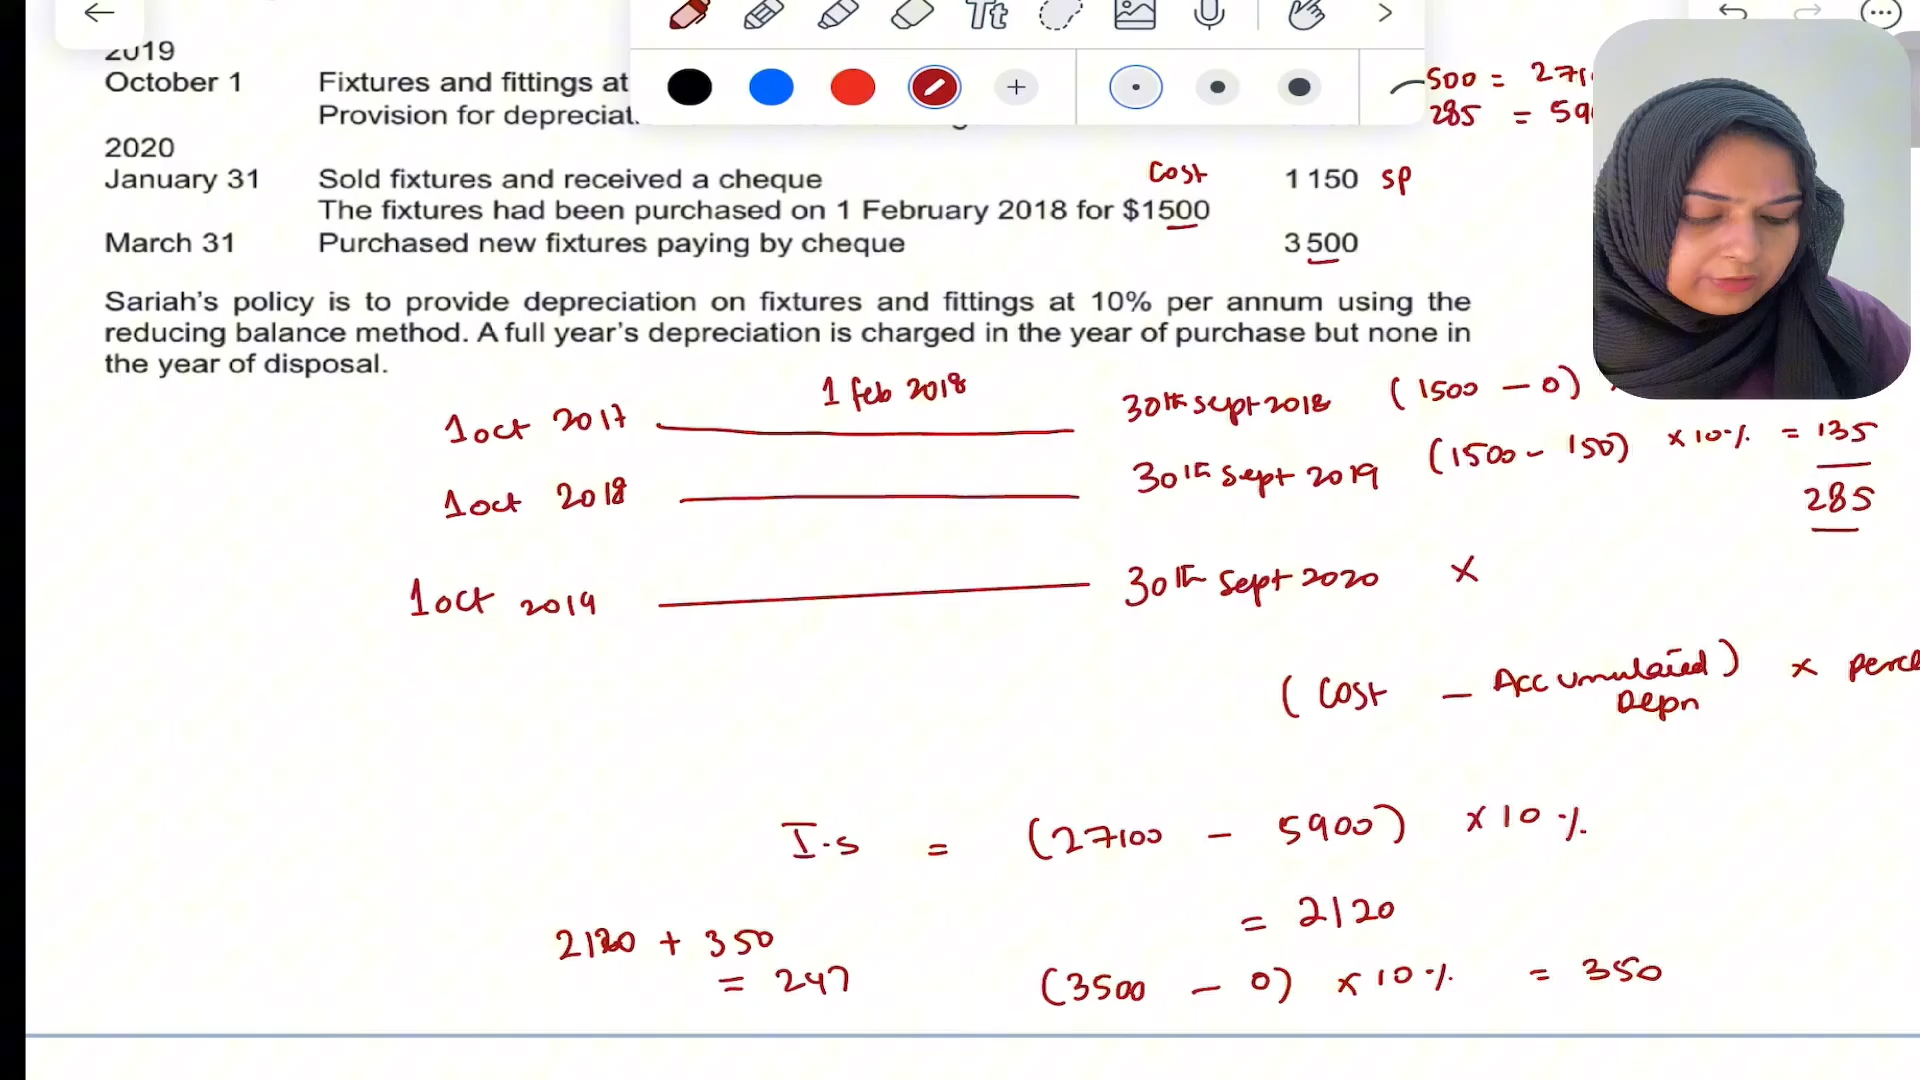 2019
October 1 Fixtures and fittings at
Provision for depreciat
500 = 271
285 = 59
2020
January 31 Sold fixtures and received a cheque Cost 1 150 SP
The fixtures had been purchased on 1 February 2018 for $1500
March 31 Purchased new fixtures paying by cheque 3 500
Sariah's policy is to provide depreciation on fixtures and fittings at 10% per annum using the
reducing balance method. A full year's depreciation is charged in the year of purchase but none in
the year of disposal.
1 oct 2017 1 feb 2018 30th sept 2018 (1500 - 0)
1 oct 2018 30th sept 2019 (1500 - 150) x 10% = 135
285
1 oct 2019 30th sept 2020 x
(Cost - Accumulated Depn) x perce
I.s = (27100 - 5900) x 10 %
= 2120
2120 + 350
= 247
(3500 - 0) x 10 % = 350
Tt